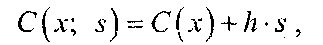 C(x; s) = C(x) + h · s ,